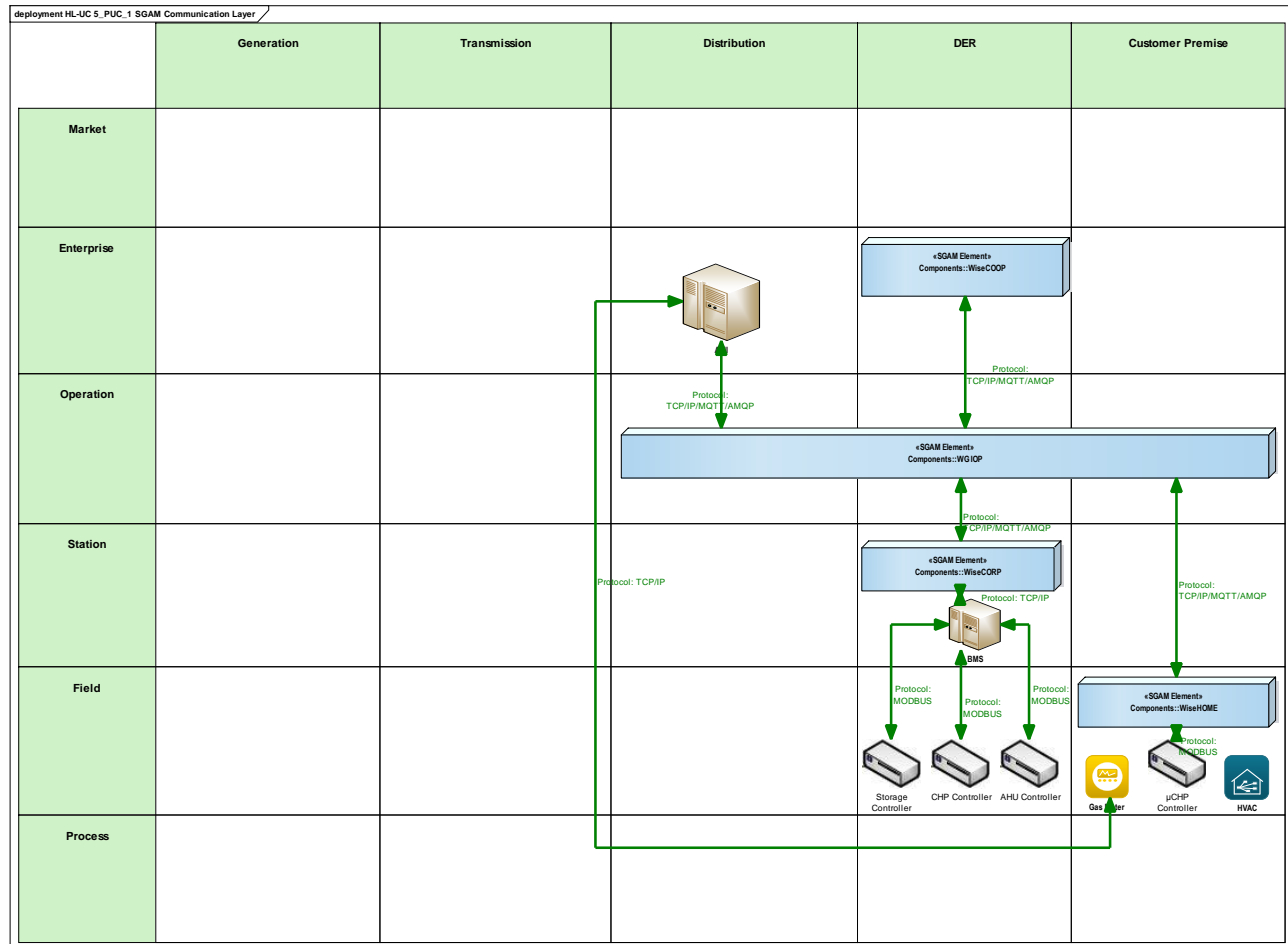 deployment HL-UC 5_PUC_1 SGAM Communication Layer
Generation
Transmission
Distribution
DER
Customer Premise
Market
Enterprise
«SGAM Element»
Components::WiseCOOP
Protocol:
TCP/IP/MQTT/AMQP
Operation
Protocol:
TCP/IP/MQTT/AMQP
«SGAM Element»
Components::WGIOP
Protocol:
TCP/IP/MQTT/AMQP
Station
«SGAM Element»
Components::WiseCORP
Protocol: TCP/IP
Protocol: TCP/IP
Protocol:
TCP/IP/MQTT/AMQP
BMS
Field
Protocol:
MODBUS
Protocol:
MODBUS
Protocol:
MODBUS
«SGAM Element»
Components::WiseHOME
Protocol:
MODBUS
Storage
Controller
CHP Controller
AHU Controller
Gas
µCHP
Controller
HVAC
Process